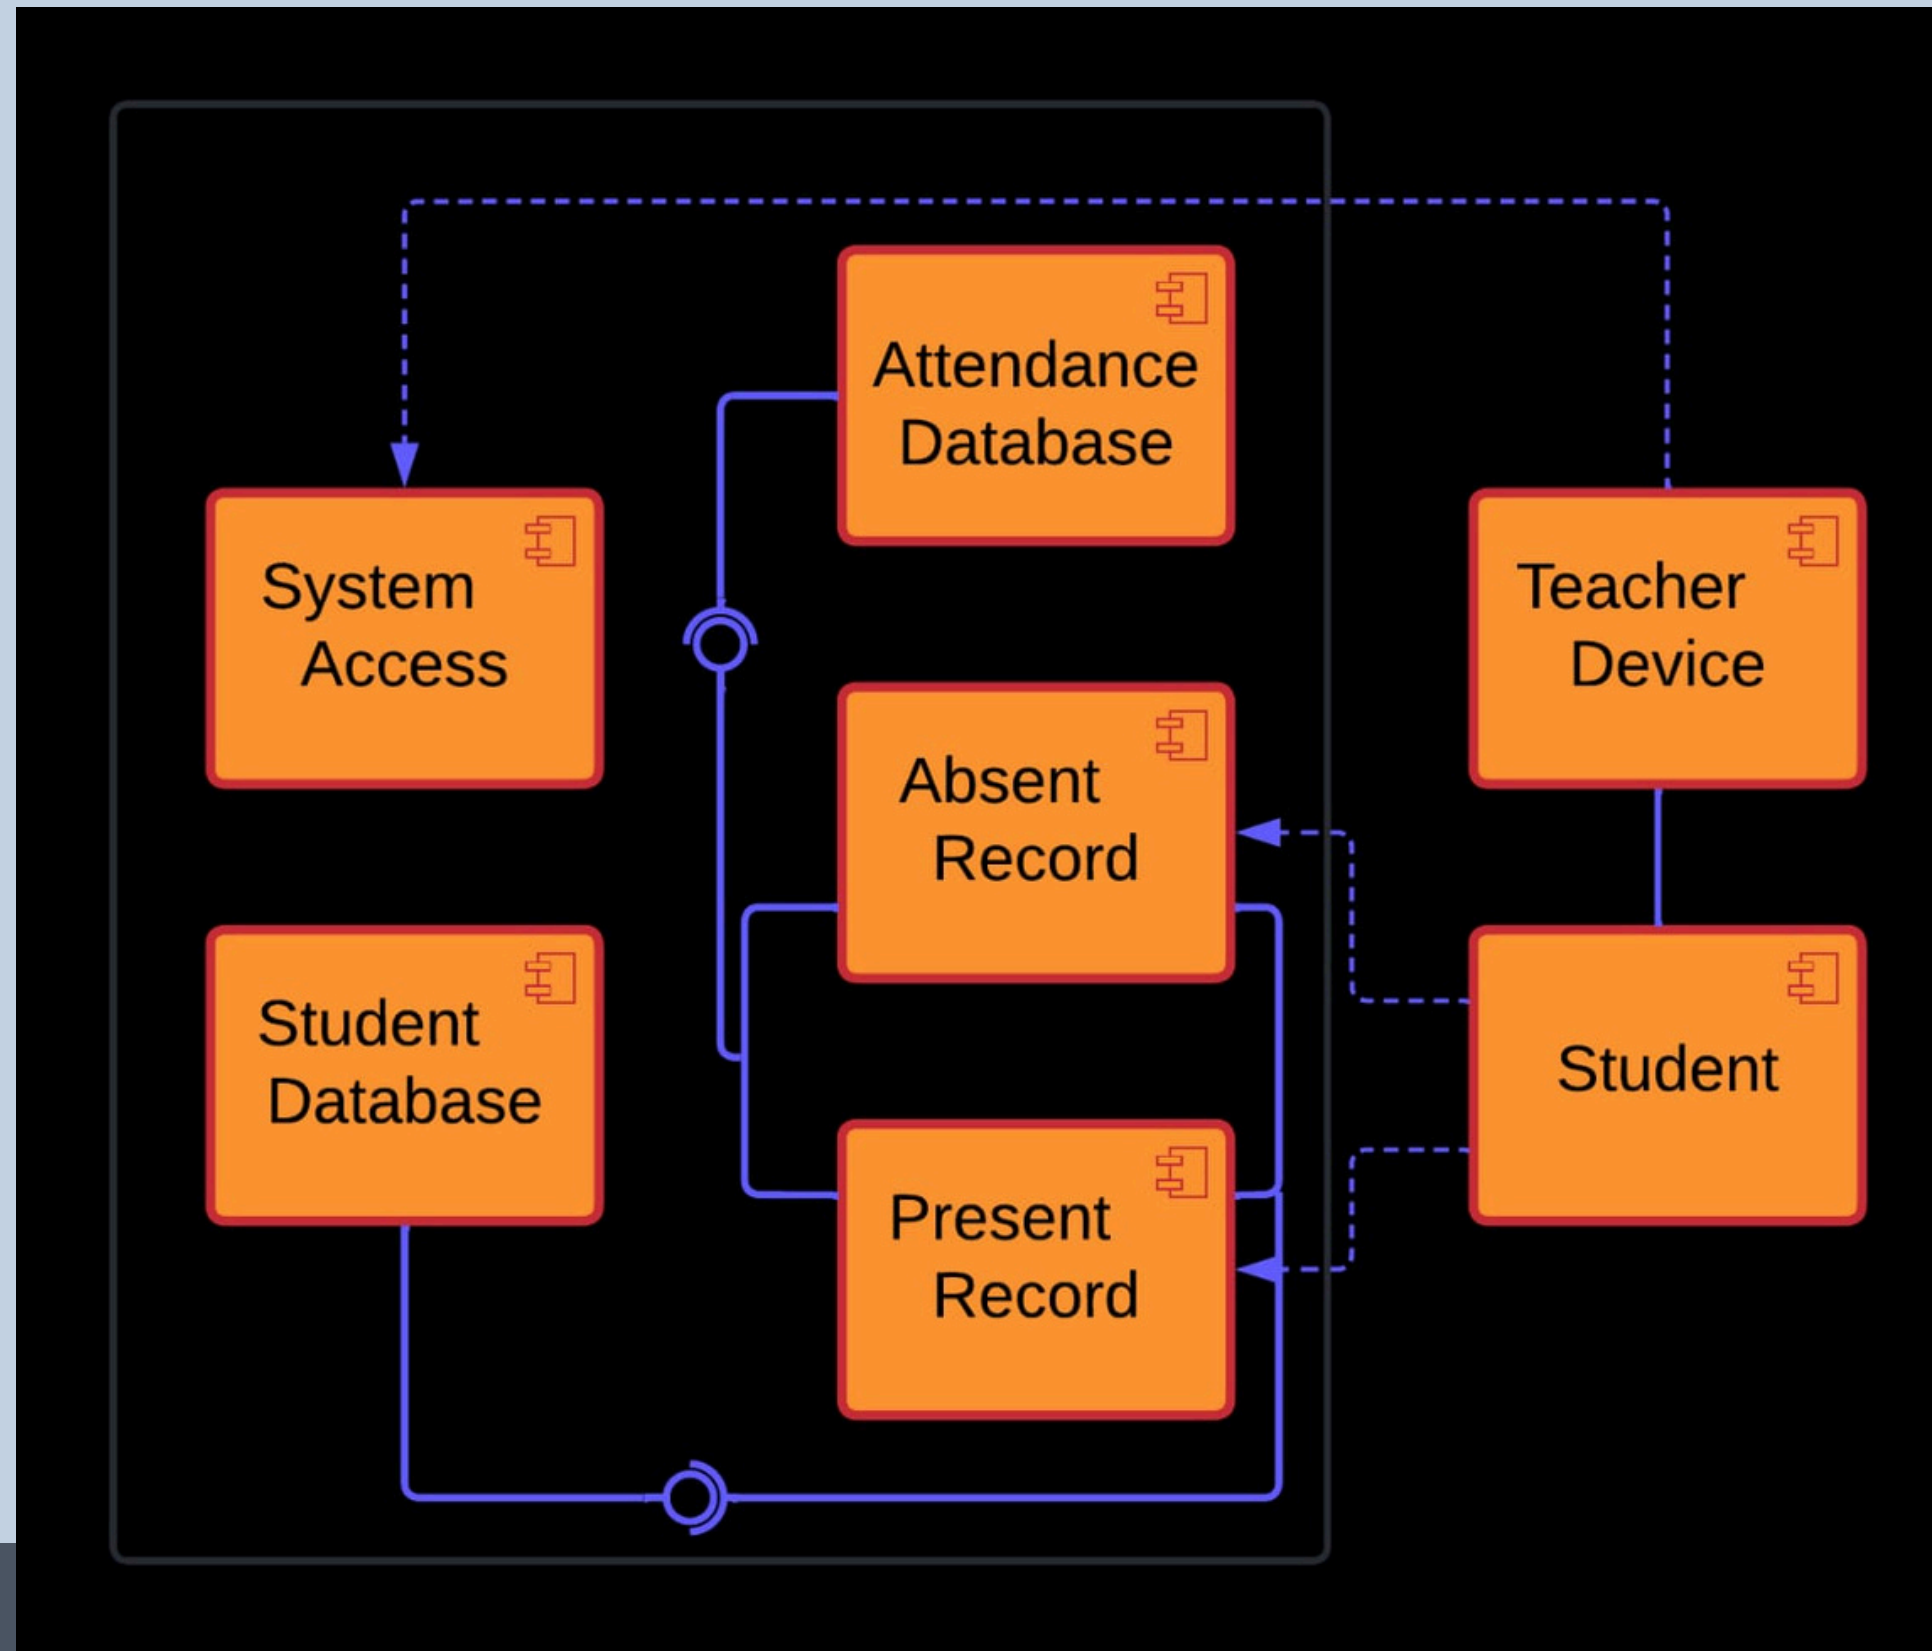 Attendance
Database
System
Access
Teacher
Device
Absent
Record
Student
Database
Student
Present
Record